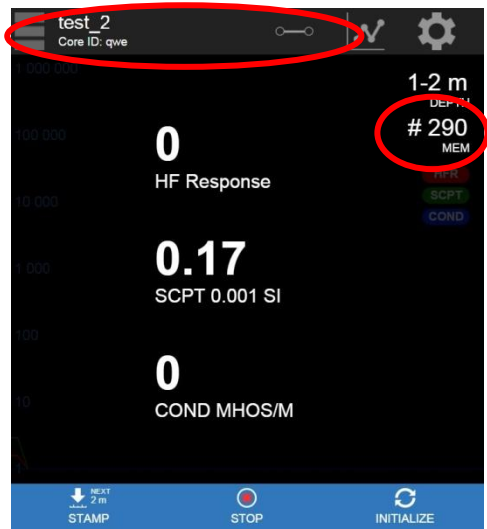 test_2
Core ID: qwe
1 000 000
1-2 m
DEPTH
# 290
MEM
100 000
0
HF Response
HFR
SCPT
COND
10 000
0.17
SCPT 0.001 SI
1 000
100
0
COND MHOS/M
10
1
NEXT
2 m
STAMP
STOP
INITIALIZE